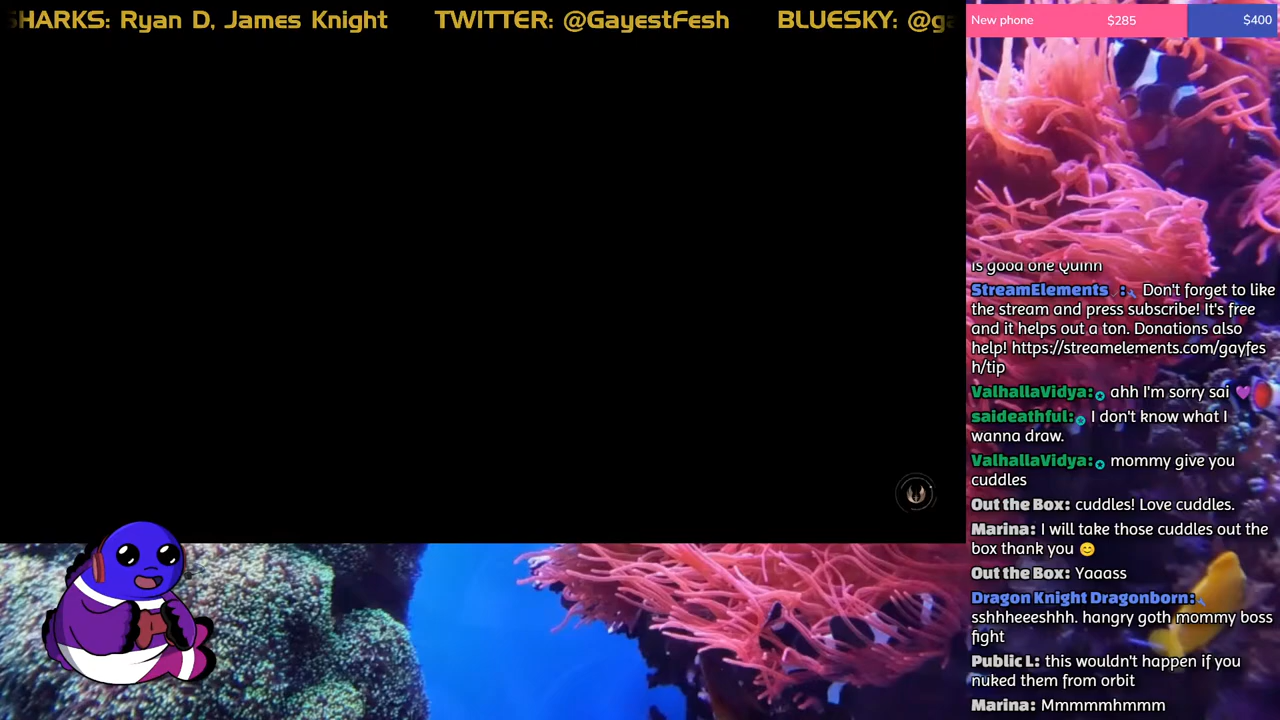 SHARKS: Ryan D, James Knight TWITTER: @GayestFesh BLUESKY: @ga
New phone $285 $400
is good one Quinn
StreamElements : Don't forget to like
the stream and press subscribe! It's free
and it helps out a ton. Donations also
help! https://streamelements.com/gayfes
h/tip
ValhallaVidya: ahh I'm sorry sai 💜
saideathful: I don't know what I
wanna draw.
ValhallaVidya: mommy give you
cuddles
Out the Box: cuddles! Love cuddles.
Marina: I will take those cuddles out the
box thank you 😊
Out the Box: Yaaass
Dragon Knight Dragonborn:
sshhheeeshhh. hangry goth mommy boss
fight
Public L: this wouldn't happen if you
nuked them from orbit
Marina: Mmmmmhmmm